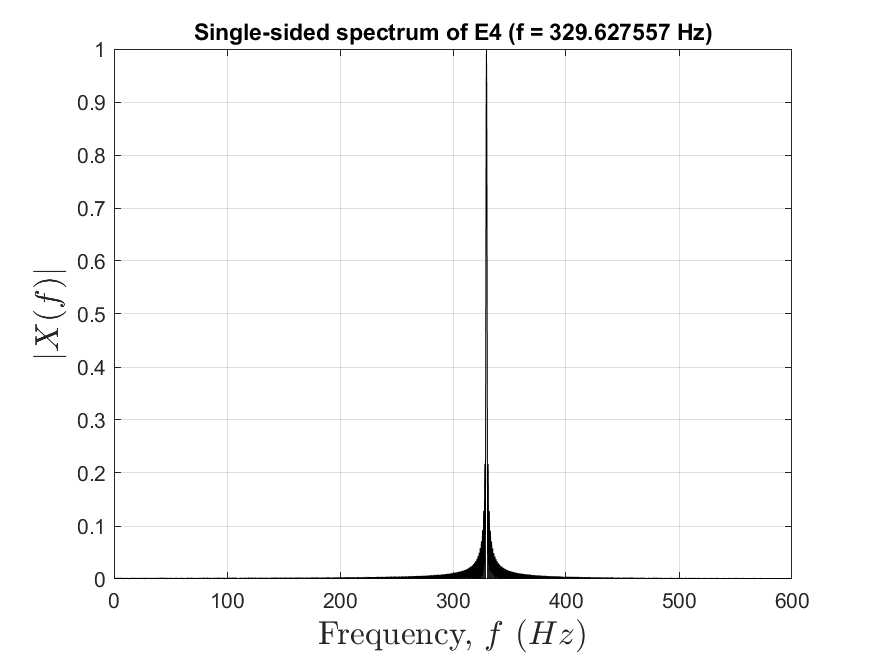 Single-sided spectrum of E4 (f = 329.627557 Hz)
1
0.9
0.8
0.7
0.6
0.5
0.4
0.3
0.2
0.1
0
|X(f)|
0 100 200 300 400 500 600
Frequency, f (Hz)